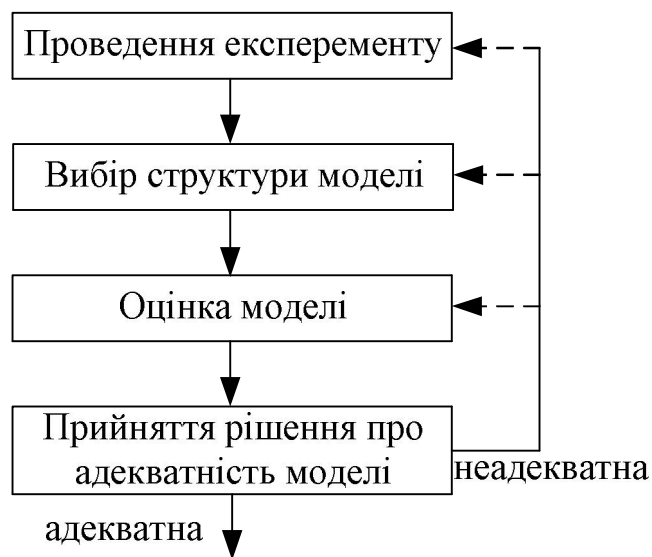 Проведення експеременту
Вибір структури моделі
Оцінка моделі
Прийняття рішення про
адекватність моделі
неадекватна
адекватна